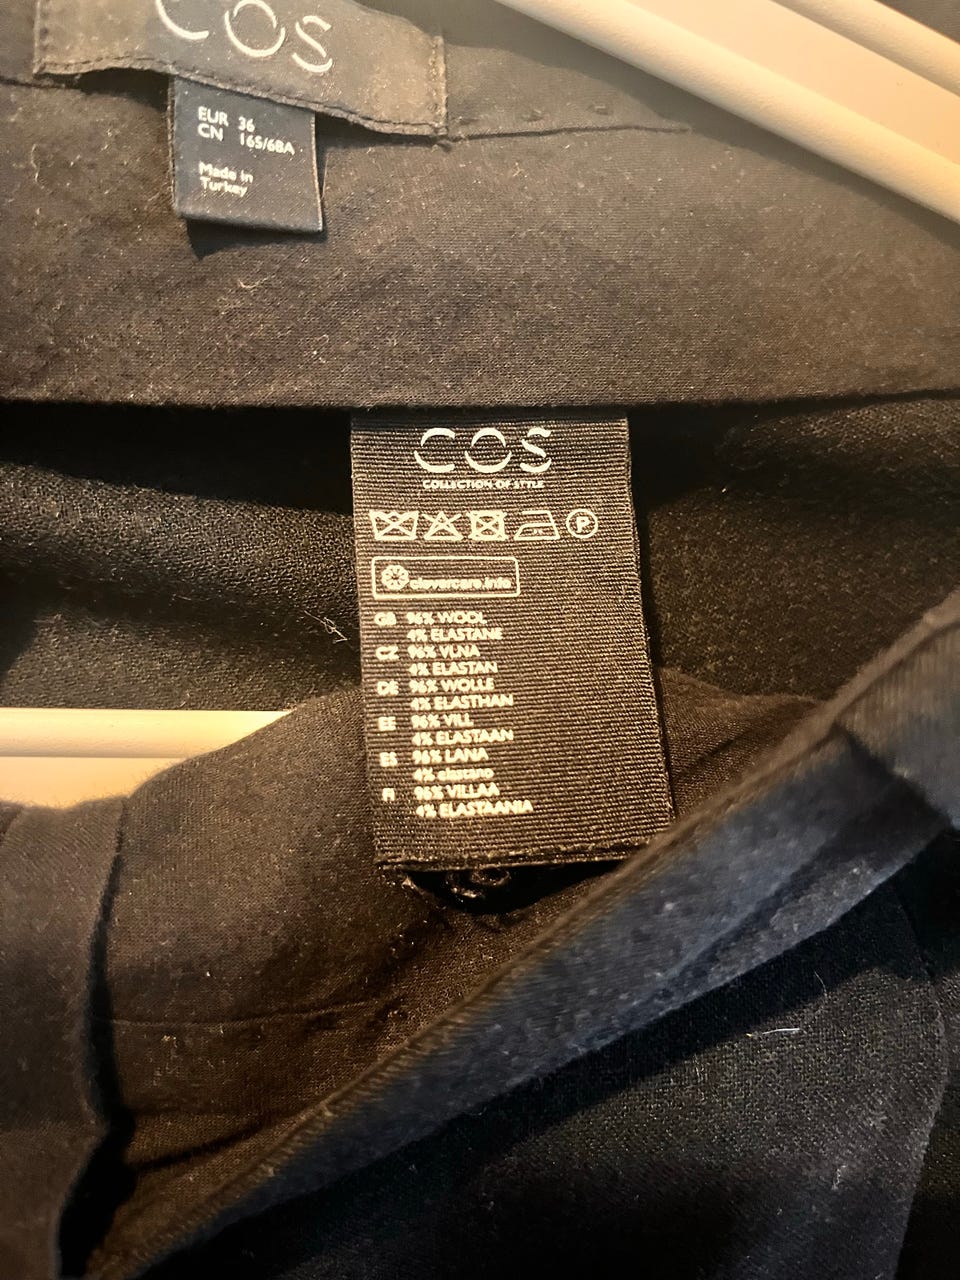 COS
EUR 36
CN 165/68A
Made in
Turkey
COS
COLLECTION OF STYLE
P
clevercare.info
GB 96% WOOL
4% ELASTANE
CZ 96% VLNA
4% ELASTAN
DE 96% WOLLE
4% ELASTHAN
EE 96% VILL
4% ELASTAAN
ES 96% LANA
4% elastano
FI 96% VILLAA
4% ELASTAANIA